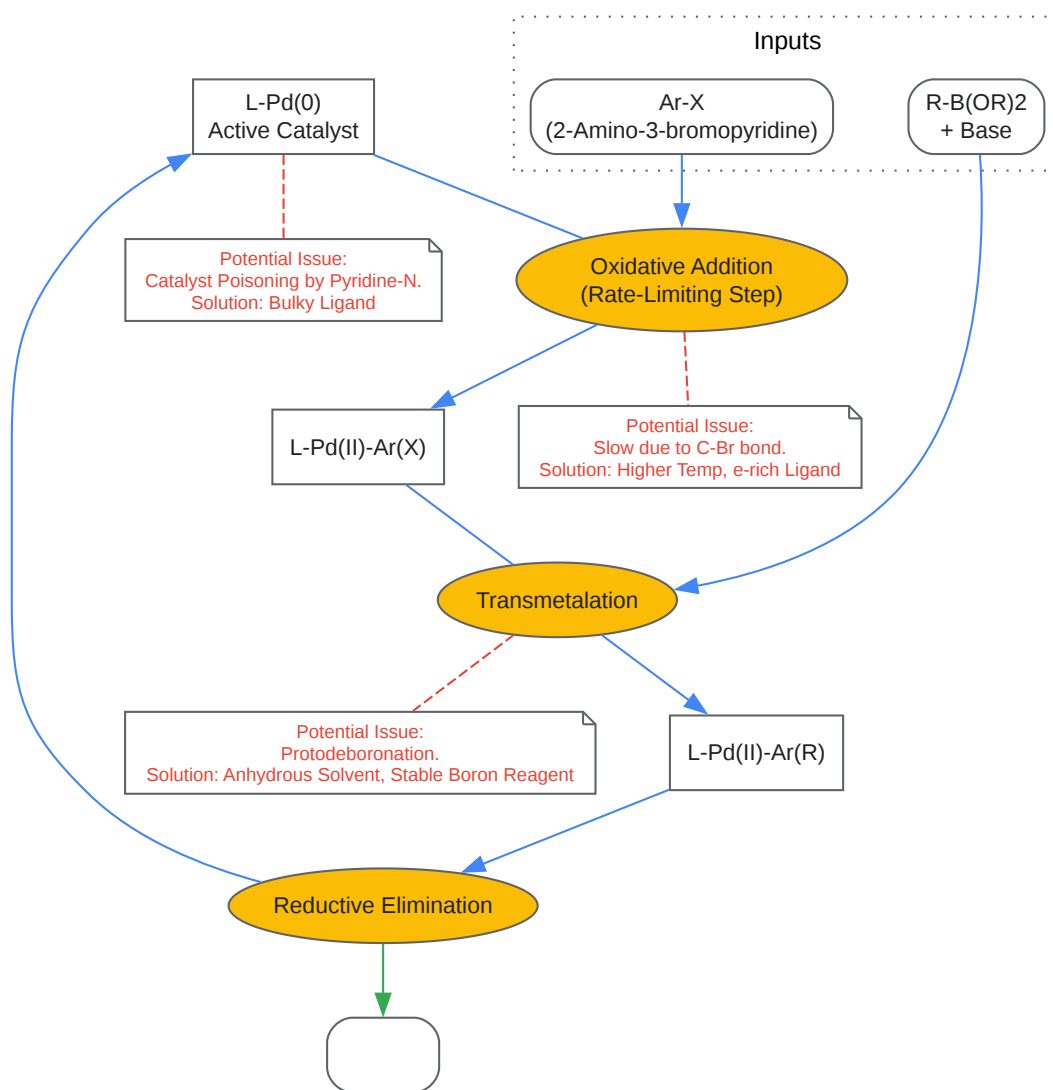 Inputs
L-Pd(0)
Active Catalyst
Ar-X
(2-Amino-3-bromopyridine)
R-B(OR)2
+ Base
Potential Issue:
Catalyst Poisoning by Pyridine-N.
Solution: Bulky Ligand
Oxidative Addition
(Rate-Limiting Step)
L-Pd(II)-Ar(X)
Potential Issue:
Slow due to C-Br bond.
Solution: Higher Temp, e-rich Ligand
Transmetalation
Potential Issue:
Protodeboronation.
Solution: Anhydrous Solvent, Stable Boron Reagent
L-Pd(II)-Ar(R)
Reductive Elimination